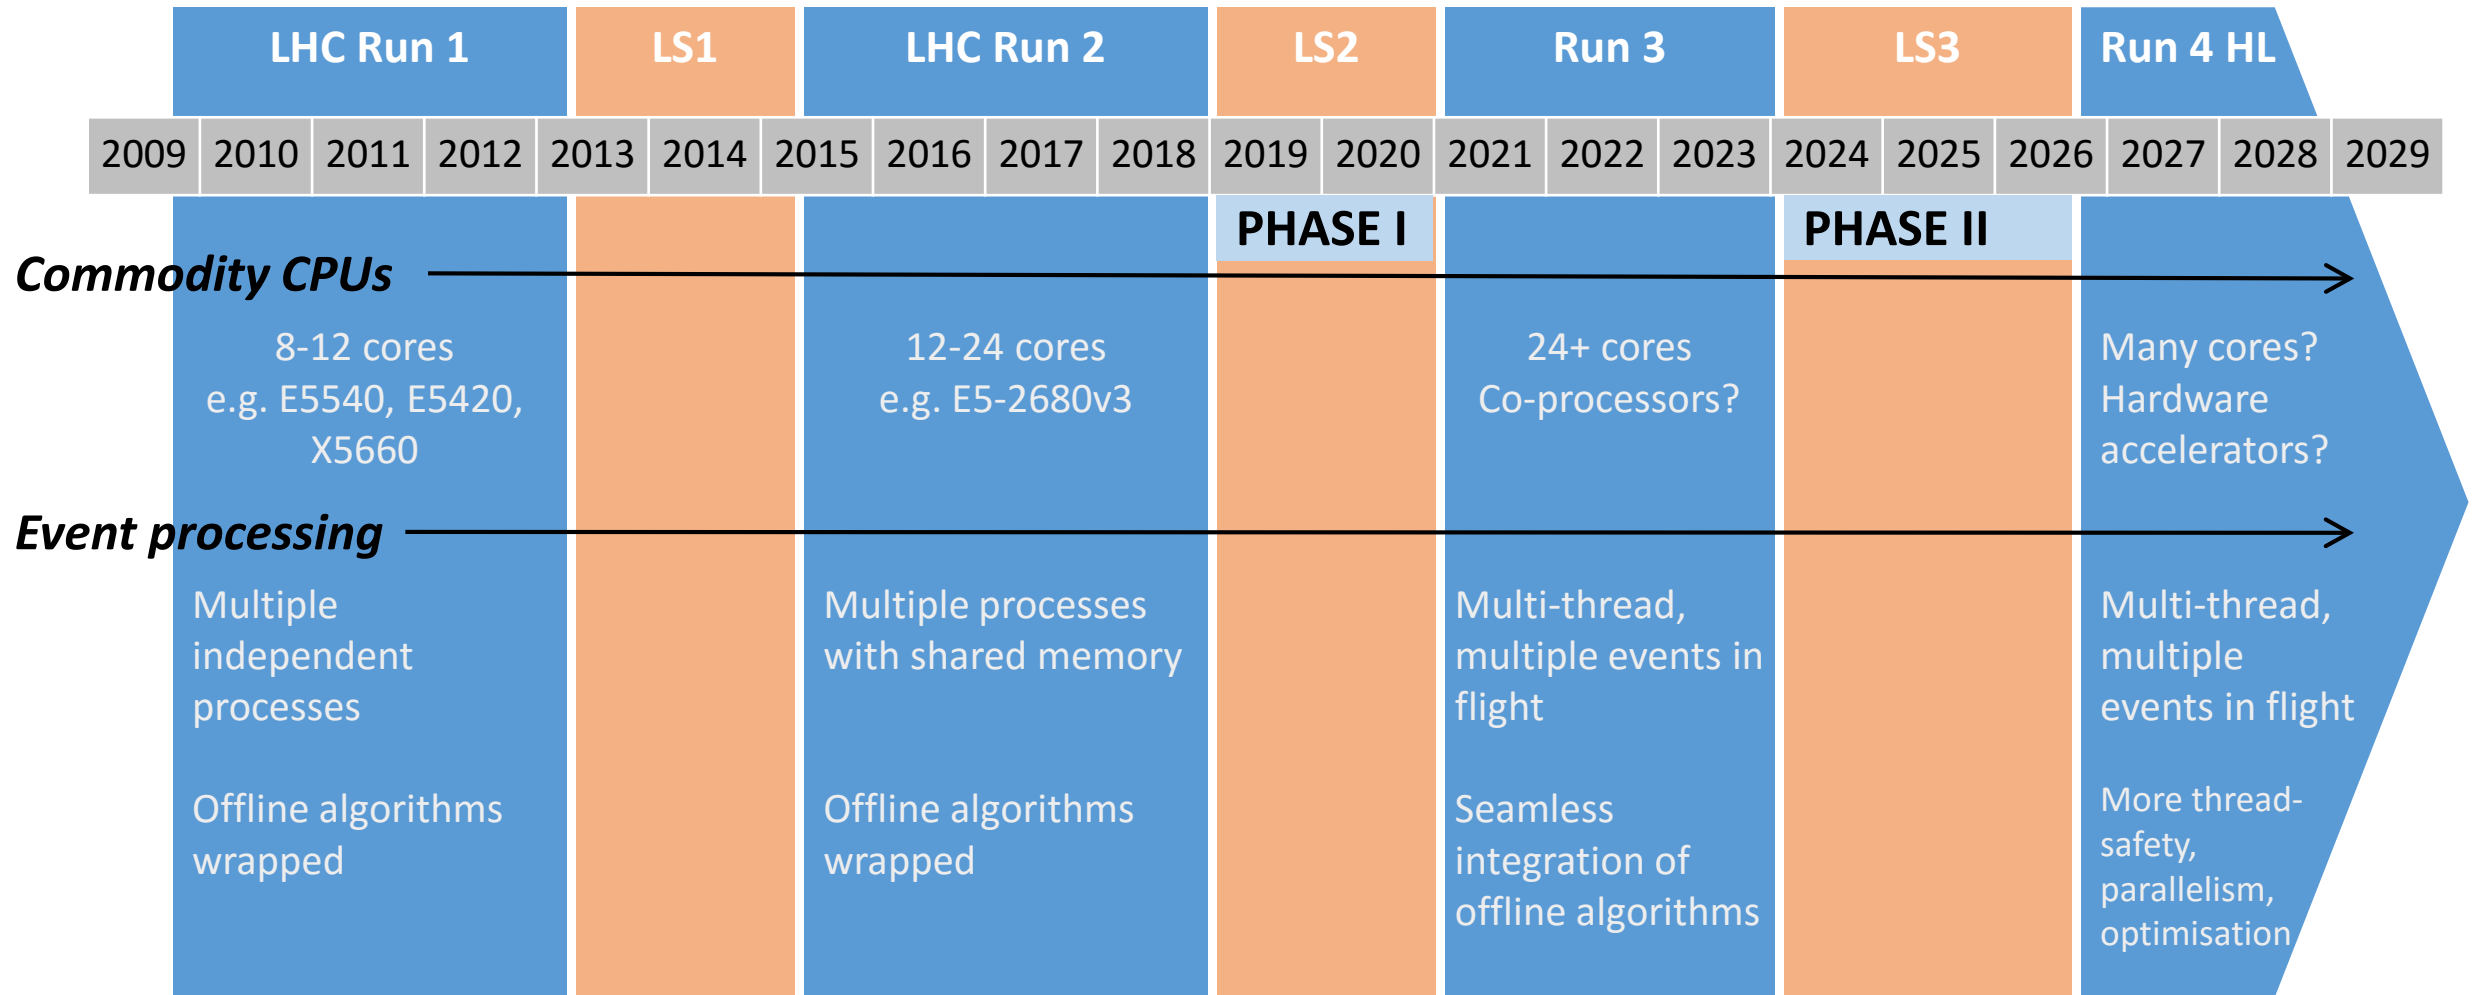 LHC Run 1 LS1 LHC Run 2 LS2 Run 3 LS3 Run 4 HL
2009 2010 2011 2012 2013 2014 2015 2016 2017 2018 2019 2020 2021 2022 2023 2024 2025 2026 2027 2028 2029
PHASE I PHASE II
Commodity CPUs
8-12 cores
e.g. E5540, E5420,
X5660
12-24 cores
e.g. E5-2680v3
24+ cores
Co-processors?
Many cores?
Hardware
accelerators?
Event processing
Multiple
independent
processes
Offline algorithms
wrapped
Multiple processes
with shared memory
Offline algorithms
wrapped
Multi-thread,
multiple events in
flight
Seamless
integration of
offline algorithms
Multi-thread,
multiple
events in flight
More thread-
safety,
parallelism,
optimisation